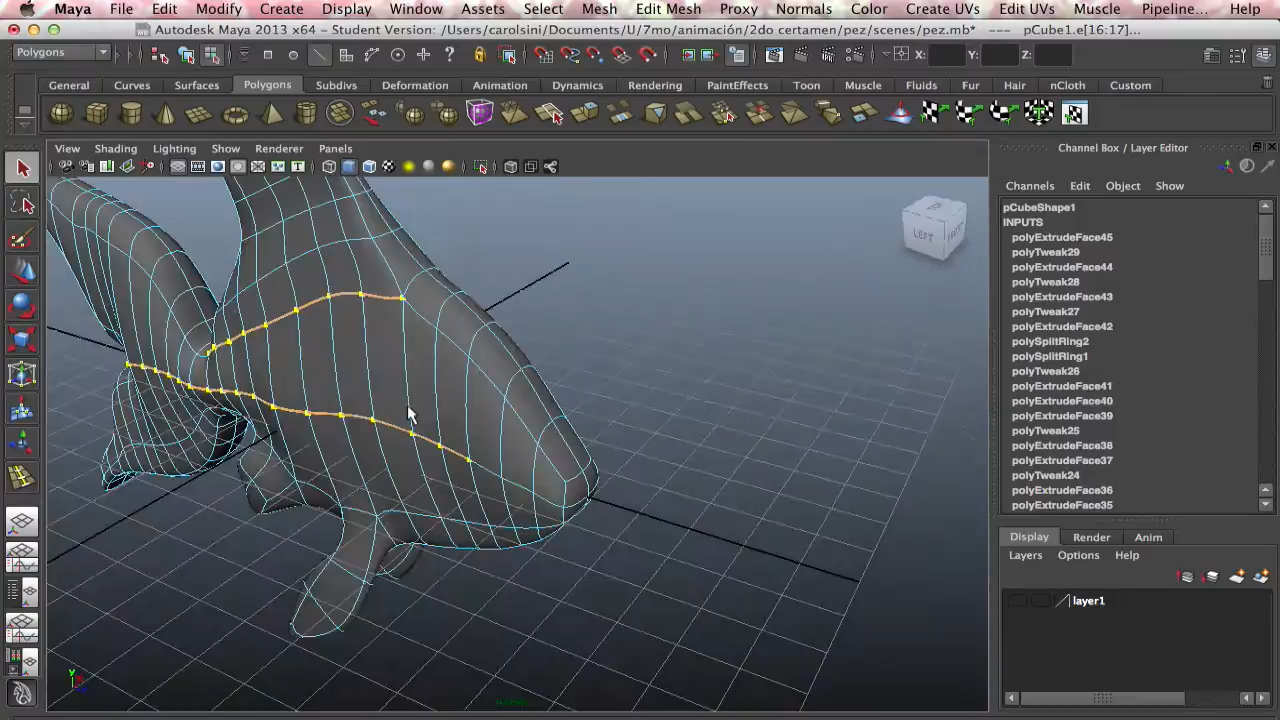 Maya File Edit Modify Create Display Window Assets Select Mesh Edit Mesh Proxy Normals Color Create UVs Edit UVs Muscle Pipeline... Help
Autodesk Maya 2013 x64 - Student Version: /Users/carolsini/Documents/U/7mo/animación/2do certamen/pez/scenes/pez.mb* --- pCube1.e[16:17]...
Polygons X: Y: Z:
General Curves Surfaces Polygons Subdivs Deformation Animation Dynamics Rendering PaintEffects Toon Muscle Fluids Fur Hair nCloth Custom
View Shading Lighting Show Renderer Panels
Channel Box / Layer Editor
Channels Edit Object Show
pCubeShape1
INPUTS
polyExtrudeFace45
polyTweak29
polyExtrudeFace44
polyTweak28
polyExtrudeFace43
polyTweak27
polyExtrudeFace42
polySplitRing2
polySplitRing1
polyTweak26
polyExtrudeFace41
polyExtrudeFace40
polyExtrudeFace39
polyTweak25
polyExtrudeFace38
polyExtrudeFace37
polyTweak24
polyExtrudeFace36
polyExtrudeFace35
LEFT
Display Render Anim
Layers Options Help
layer1
y